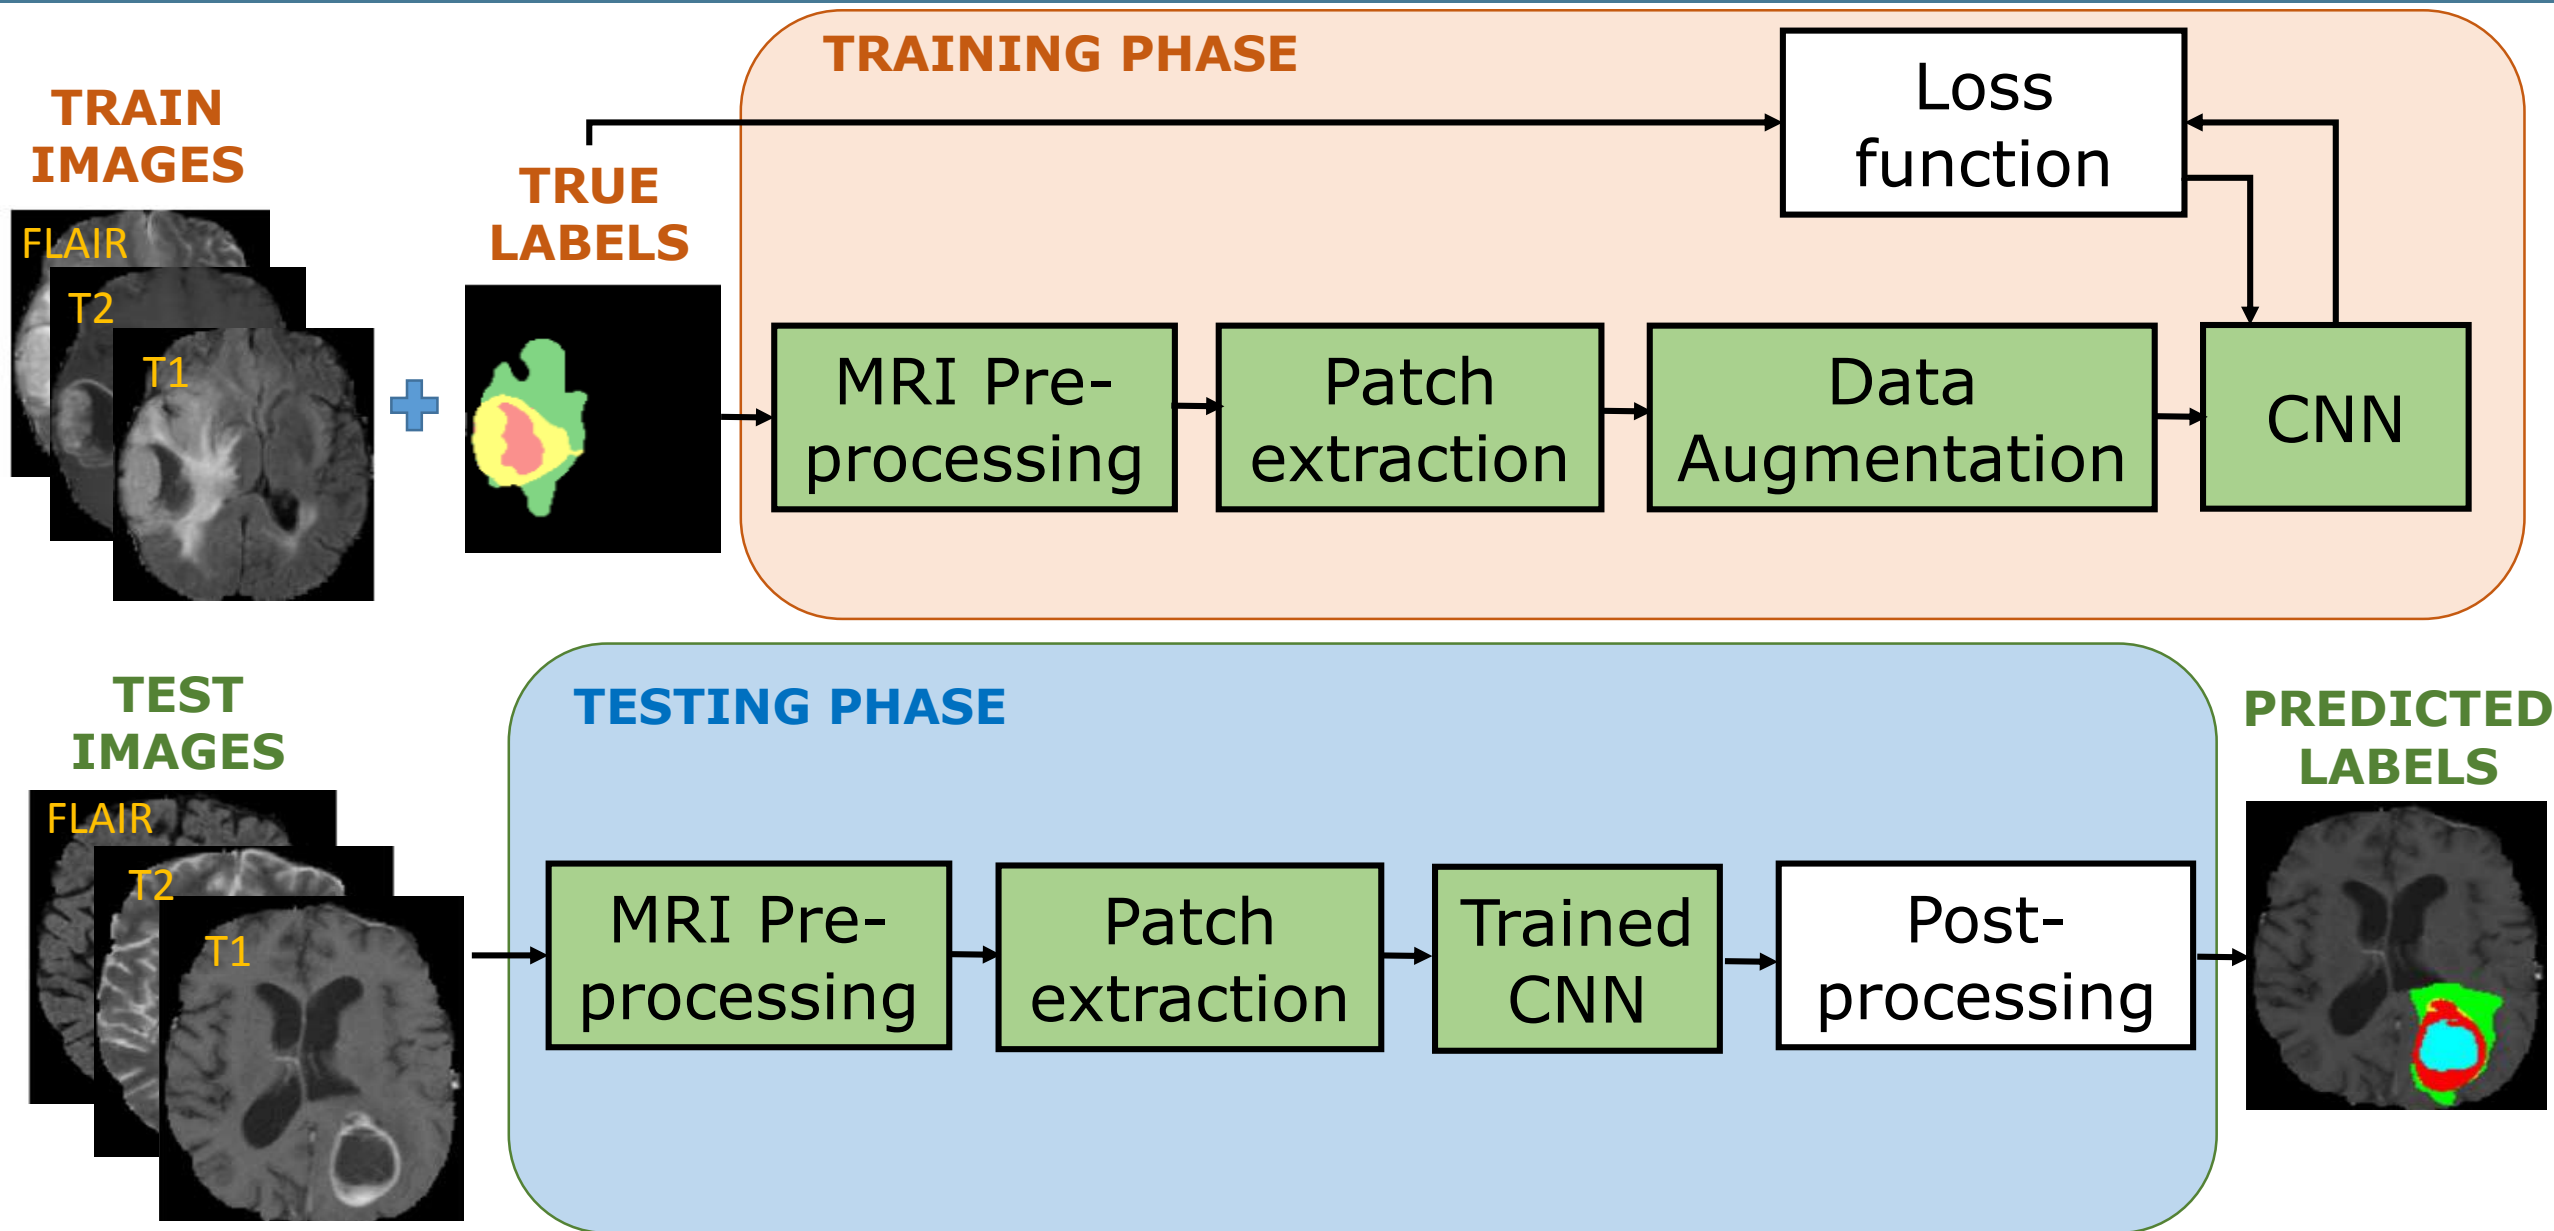 TRAINING PHASE
TRAIN
IMAGES
FLAIR
T2
T1
TRUE
LABELS
Loss
function
MRI Pre-
processing
Patch
extraction
Data
Augmentation
CNN
TEST
IMAGES
FLAIR
T2
T1
TESTING PHASE
MRI Pre-
processing
Patch
extraction
Trained
CNN
Post-
processing
PREDICTED
LABELS